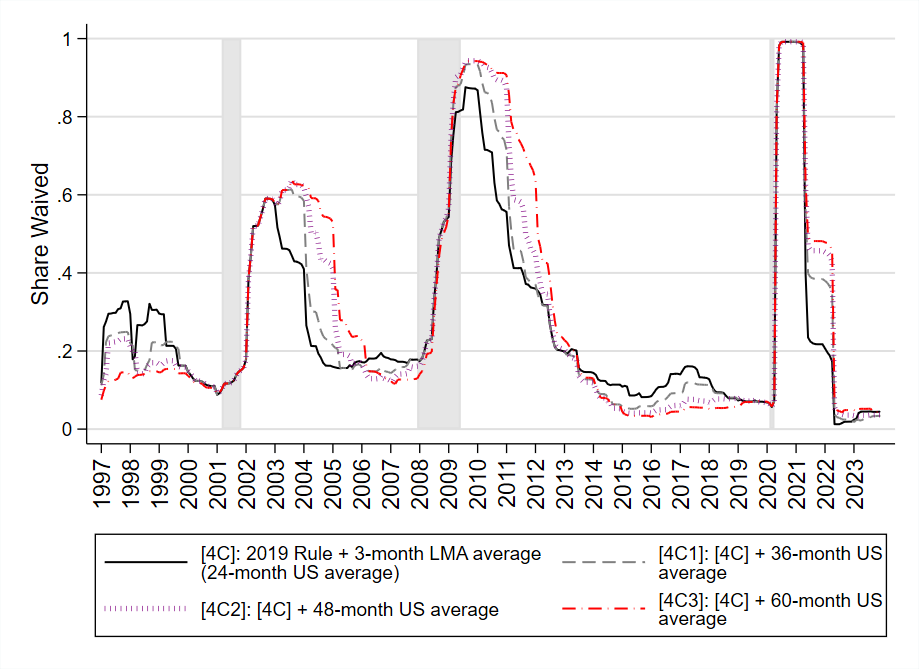 1
.8
.6
.4
.2
0
Share Waived
1997 1998 1999 2000 2001 2002 2003 2004 2005 2006 2007 2008 2009 2010 2011 2012 2013 2014 2015 2016 2017 2018 2019 2020 2021 2022 2023
[4C]: 2019 Rule + 3-month LMA average
(24-month US average)
[4C1]: [4C] + 36-month US
average
[4C2]: [4C] + 48-month US average
[4C3]: [4C] + 60-month US
average